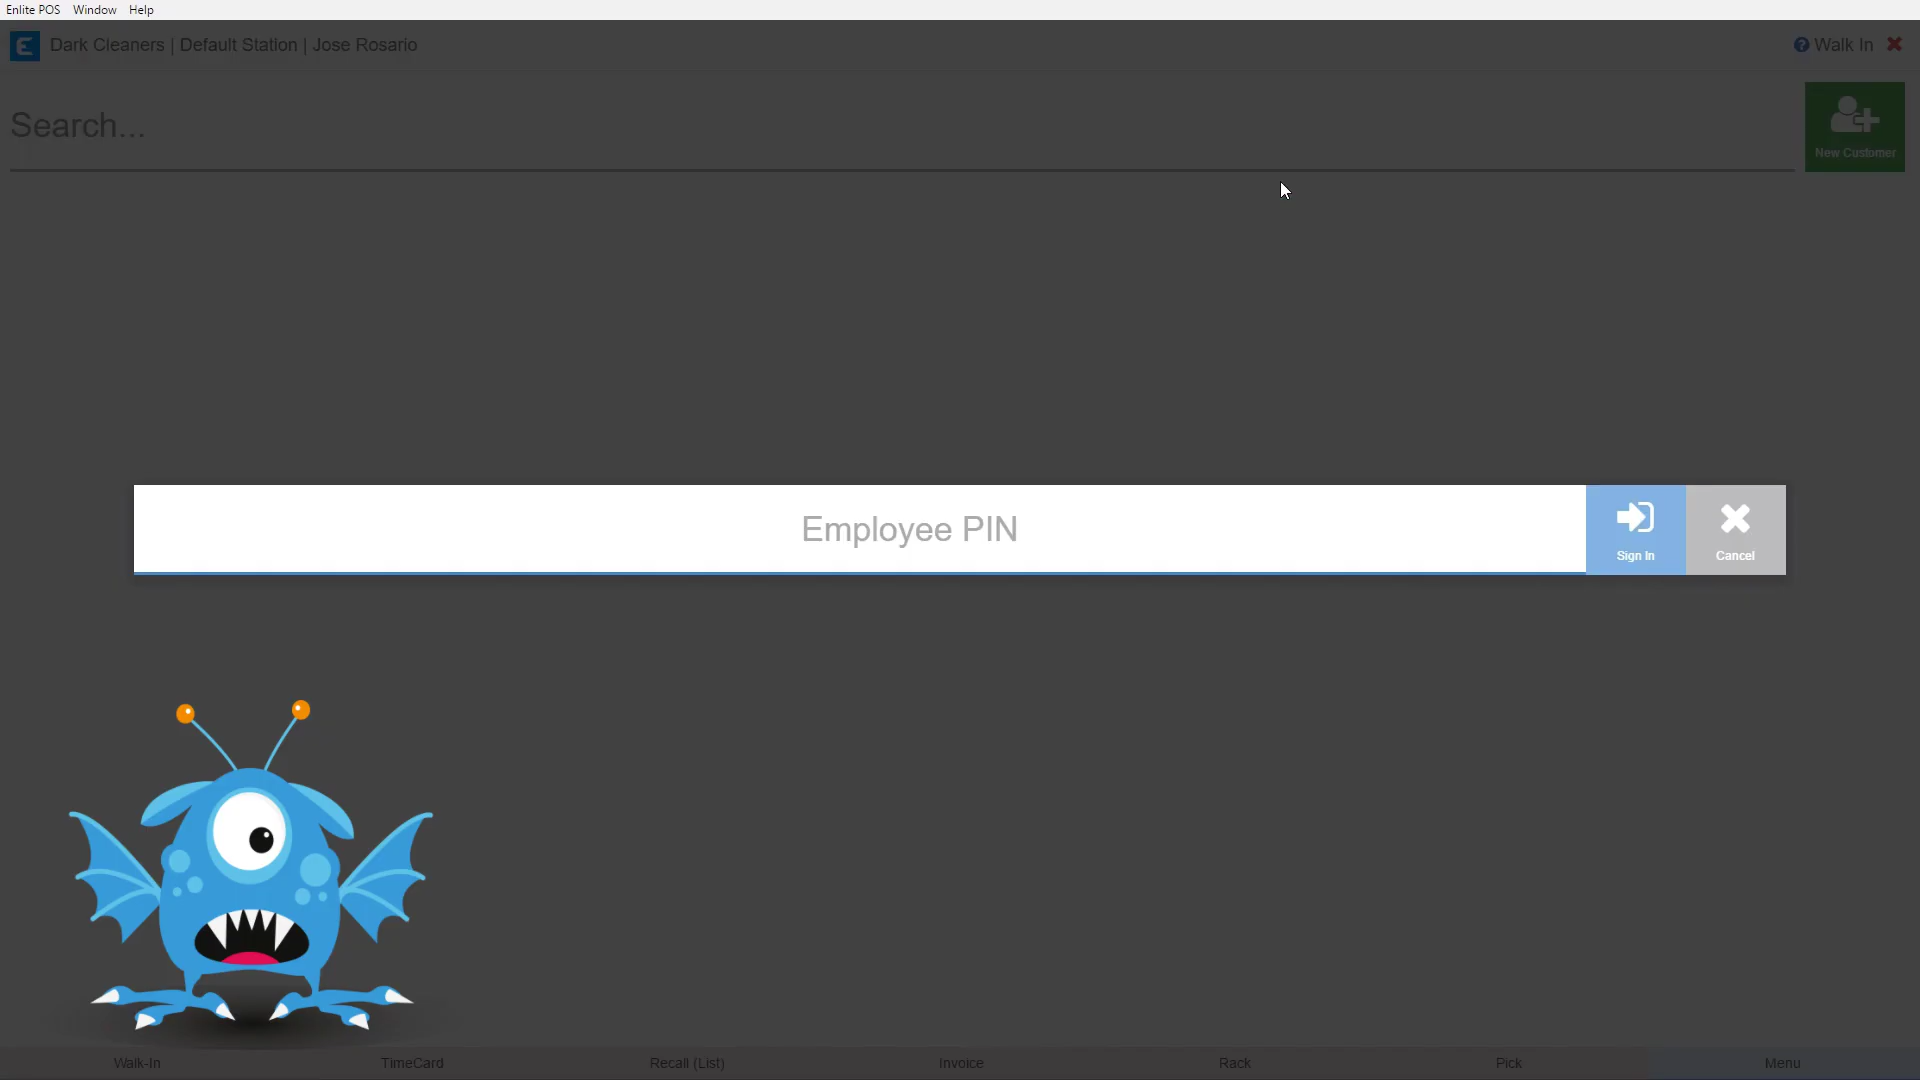 Enlite POS Window Help
E Dark Cleaners | Default Station | Jose Rosario
Walk In
Search...
New Customer
Employee PIN
Sign In
Cancel
Walk-In TimeCard Recall (List) Invoice Rack Pick Menu